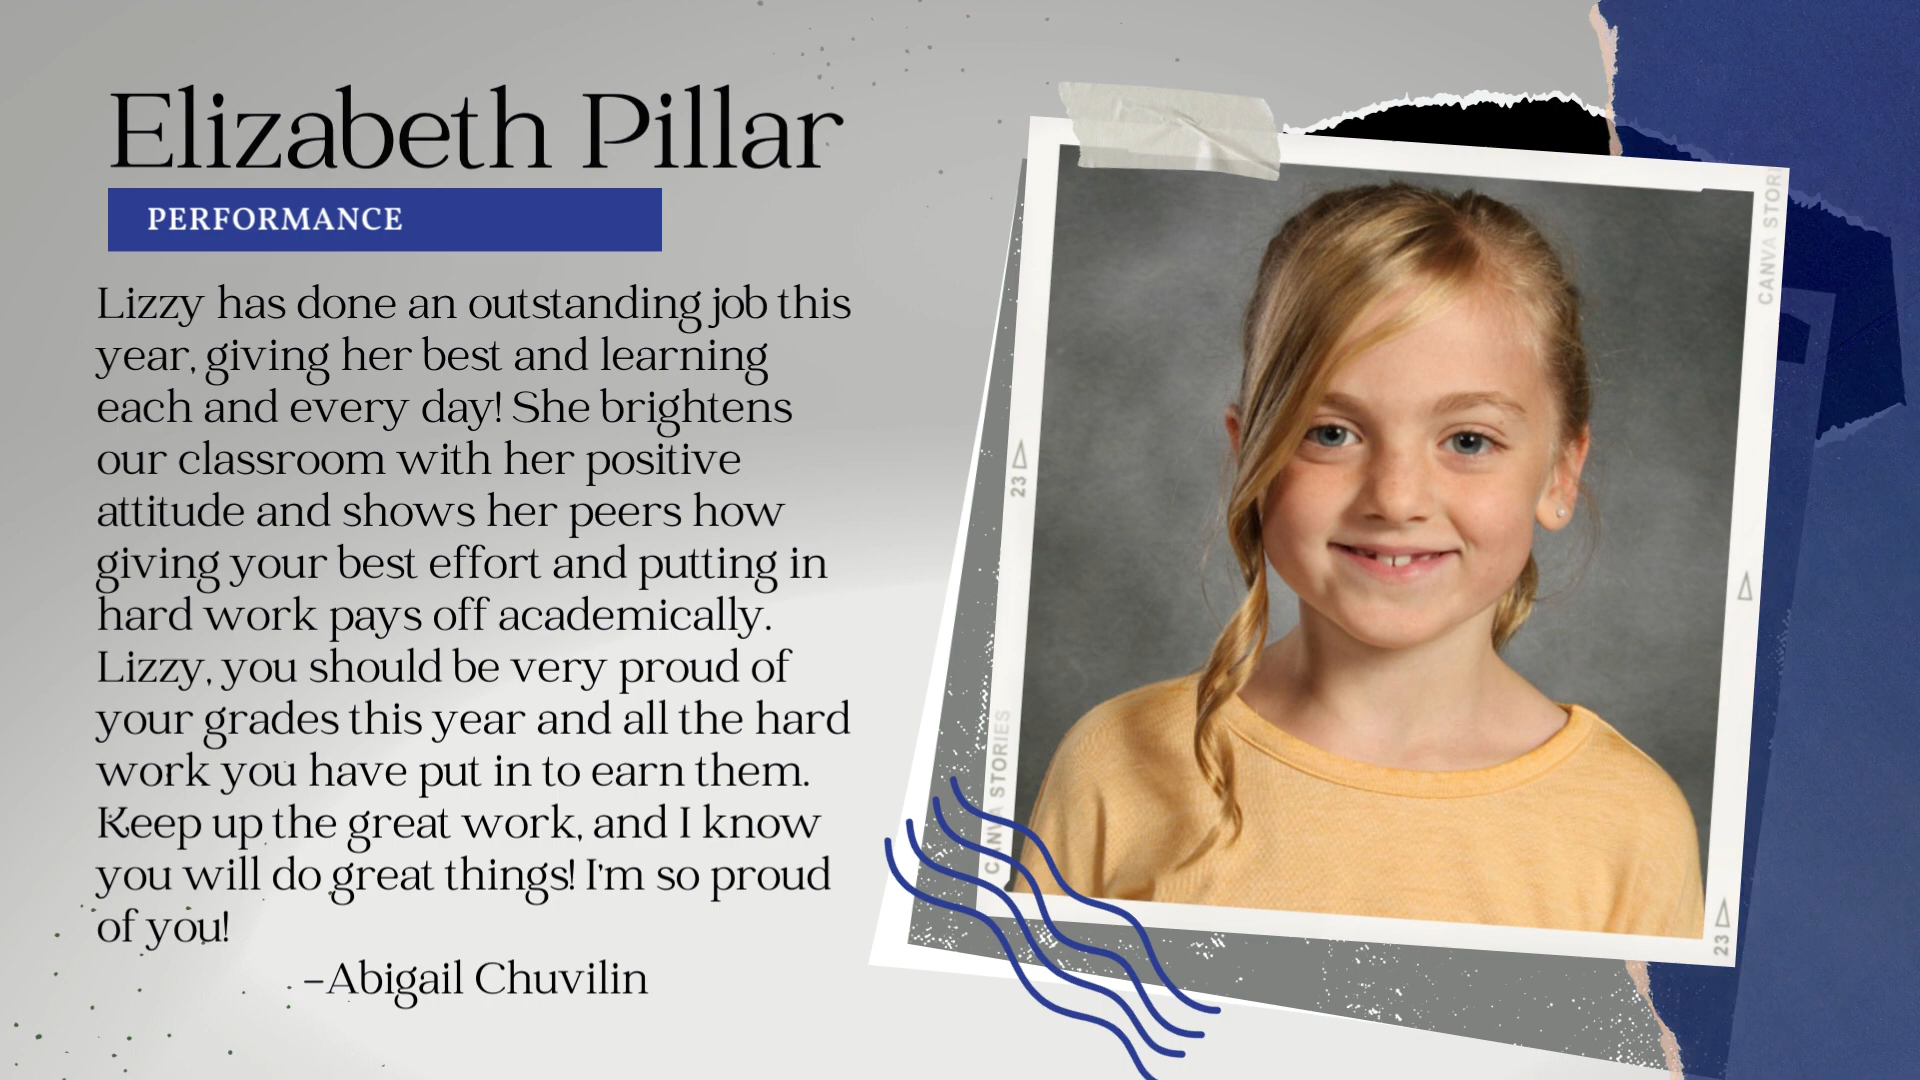 Elizabeth Pillar
PERFORMANCE
Lizzy has done an outstanding job this
year, giving her best and learning
each and every day! She brightens
our classroom with her positive
attitude and shows her peers how
giving your best effort and putting in
hard work pays off academically.
Lizzy, you should be very proud of
your grades this year and all the hard
work you have put in to earn them.
Keep up the great work, and I know
you will do great things! I'm so proud
of you!
–Abigail Chuvilin
CANVA STORI
23
CANVA STORIES
23